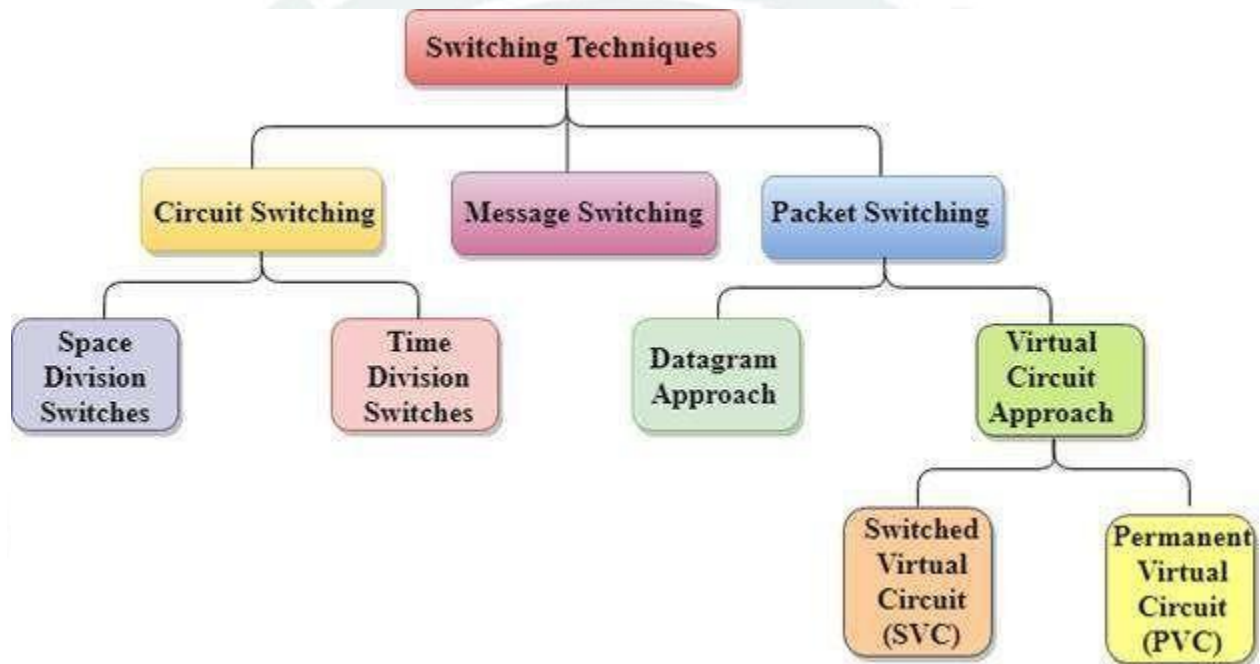 Switching Techniques
Circuit Switching
Message Switching
Packet Switching
Space
Division
Switches
Time
Division
Switches
Datagram
Approach
Virtual
Circuit
Approach
Switched
Virtual
Circuit
(SVC)
Permanent
Virtual
Circuit
(PVC)